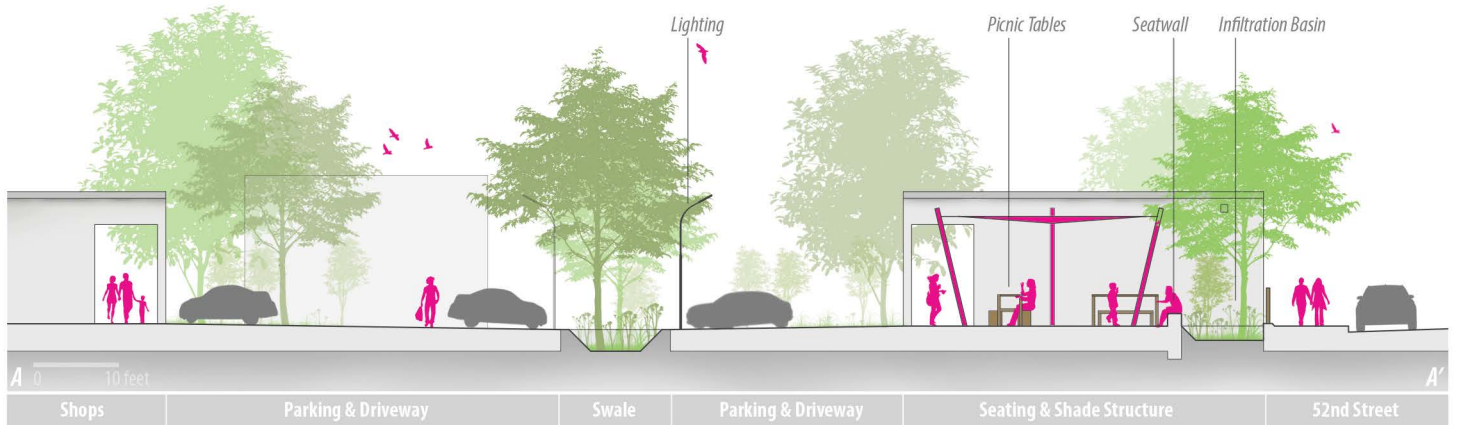 Lighting
Picnic Tables
Seatwall
Infiltration Basin
A
0
10 feet
A′
Shops
Parking & Driveway
Swale
Parking & Driveway
Seating & Shade Structure
52nd Street